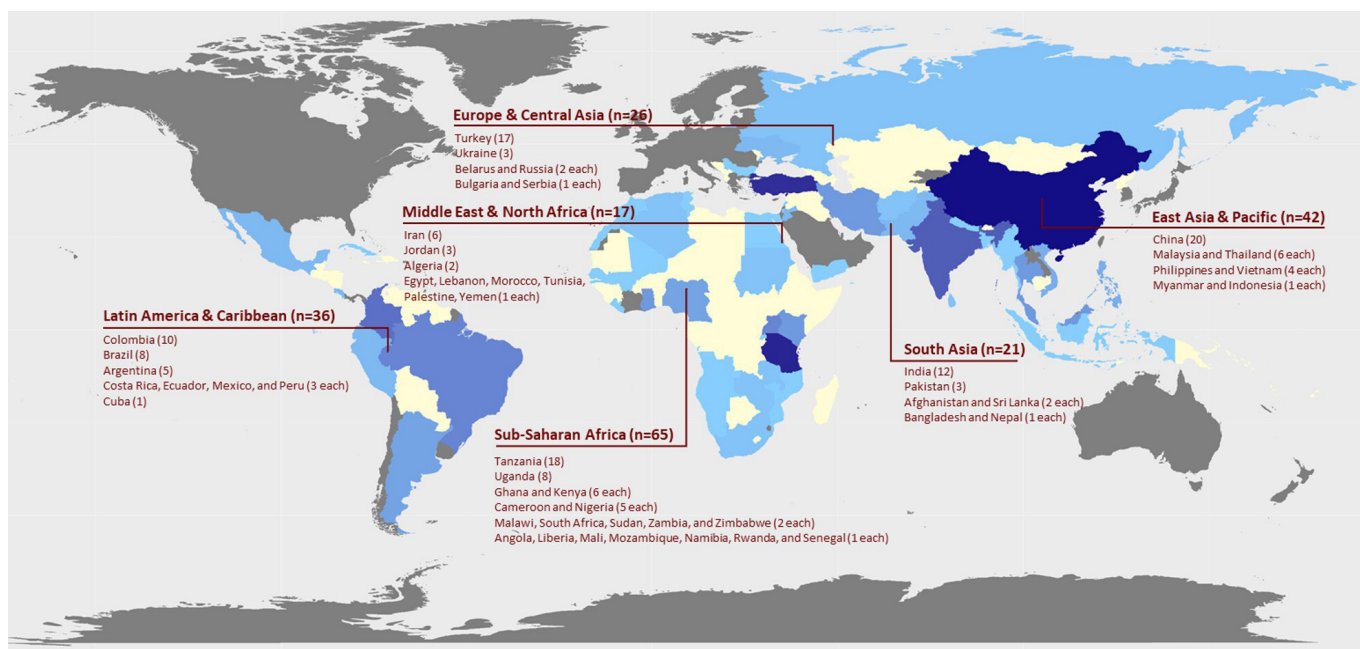 Europe & Central Asia (n=26)
Turkey (17)
Ukraine (3)
Belarus and Russia (2 each)
Bulgaria and Serbia (1 each)
Middle East & North Africa (n=17)
Iran (6)
Jordan (3)
Algeria (2)
Egypt, Lebanon, Morocco, Tunisia,
Palestine, Yemen (1 each)
East Asia & Pacific (n=42)
China (20)
Malaysia and Thailand (6 each)
Philippines and Vietnam (4 each)
Myanmar and Indonesia (1 each)
Latin America & Caribbean (n=36)
Colombia (10)
Brazil (8)
Argentina (5)
Costa Rica, Ecuador, Mexico, and Peru (3 each)
Cuba (1)
South Asia (n=21)
India (12)
Pakistan (3)
Afghanistan and Sri Lanka (2 each)
Bangladesh and Nepal (1 each)
Sub-Saharan Africa (n=65)
Tanzania (18)
Uganda (8)
Ghana and Kenya (6 each)
Cameroon and Nigeria (5 each)
Malawi, South Africa, Sudan, Zambia, and Zimbabwe (2 each)
Angola, Liberia, Mali, Mozambique, Namibia, Rwanda, and Senegal (1 each)